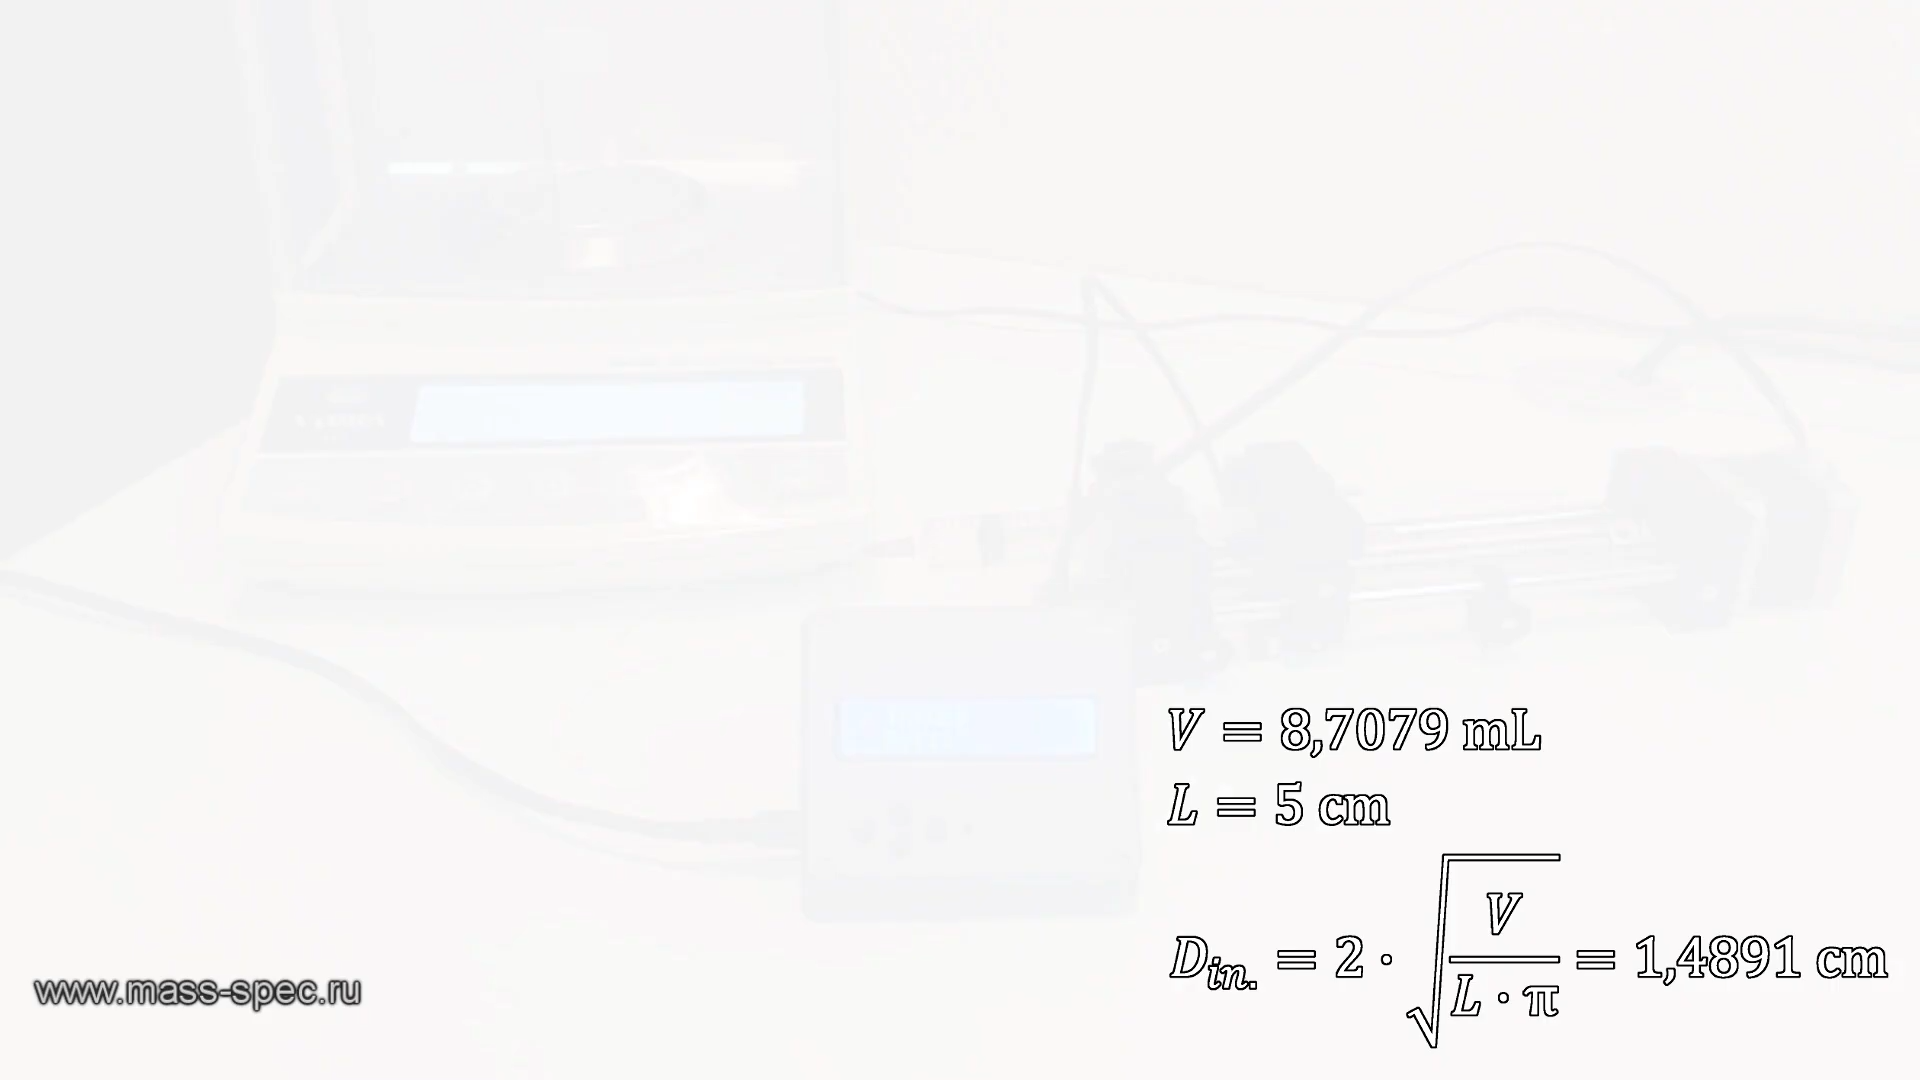 V = 8,7079 mL
L = 5 cm
D_in. = 2 · √(V / (L · π)) = 1,4891 cm
www.mass-spec.ru